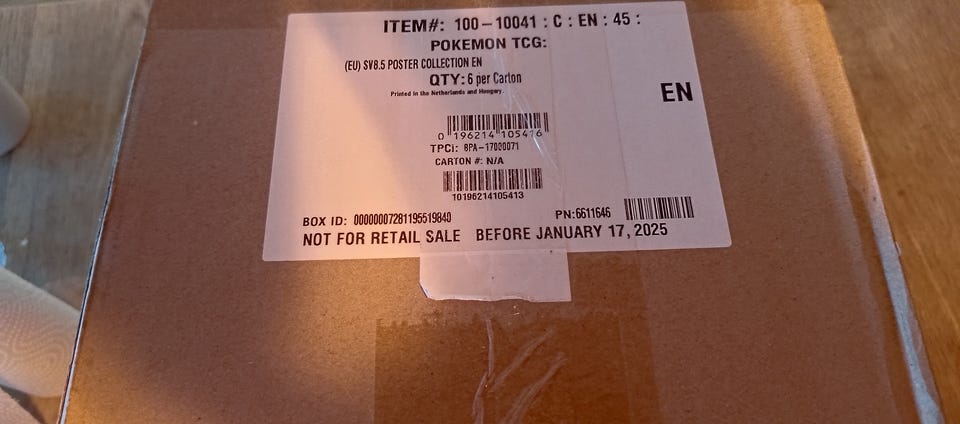 ITEM#: 100-10041 : C : EN : 45 :
POKEMON TCG:
(EU) SV8.5 POSTER COLLECTION EN
QTY: 6 per Carton
Printed in the Netherlands and Hungary.
EN
0 196214 105416
TPCi: BPA-17020071
CARTON #: N/A
10196214105413
BOX ID: 00000007281195519840
PN:6611646
NOT FOR RETAIL SALE BEFORE JANUARY 17, 2025